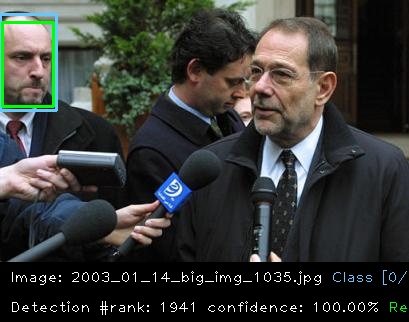 Image: 2003_01_14_big_img_1035.jpg Class [0/
Detection #rank: 1941 confidence: 100.00% Re